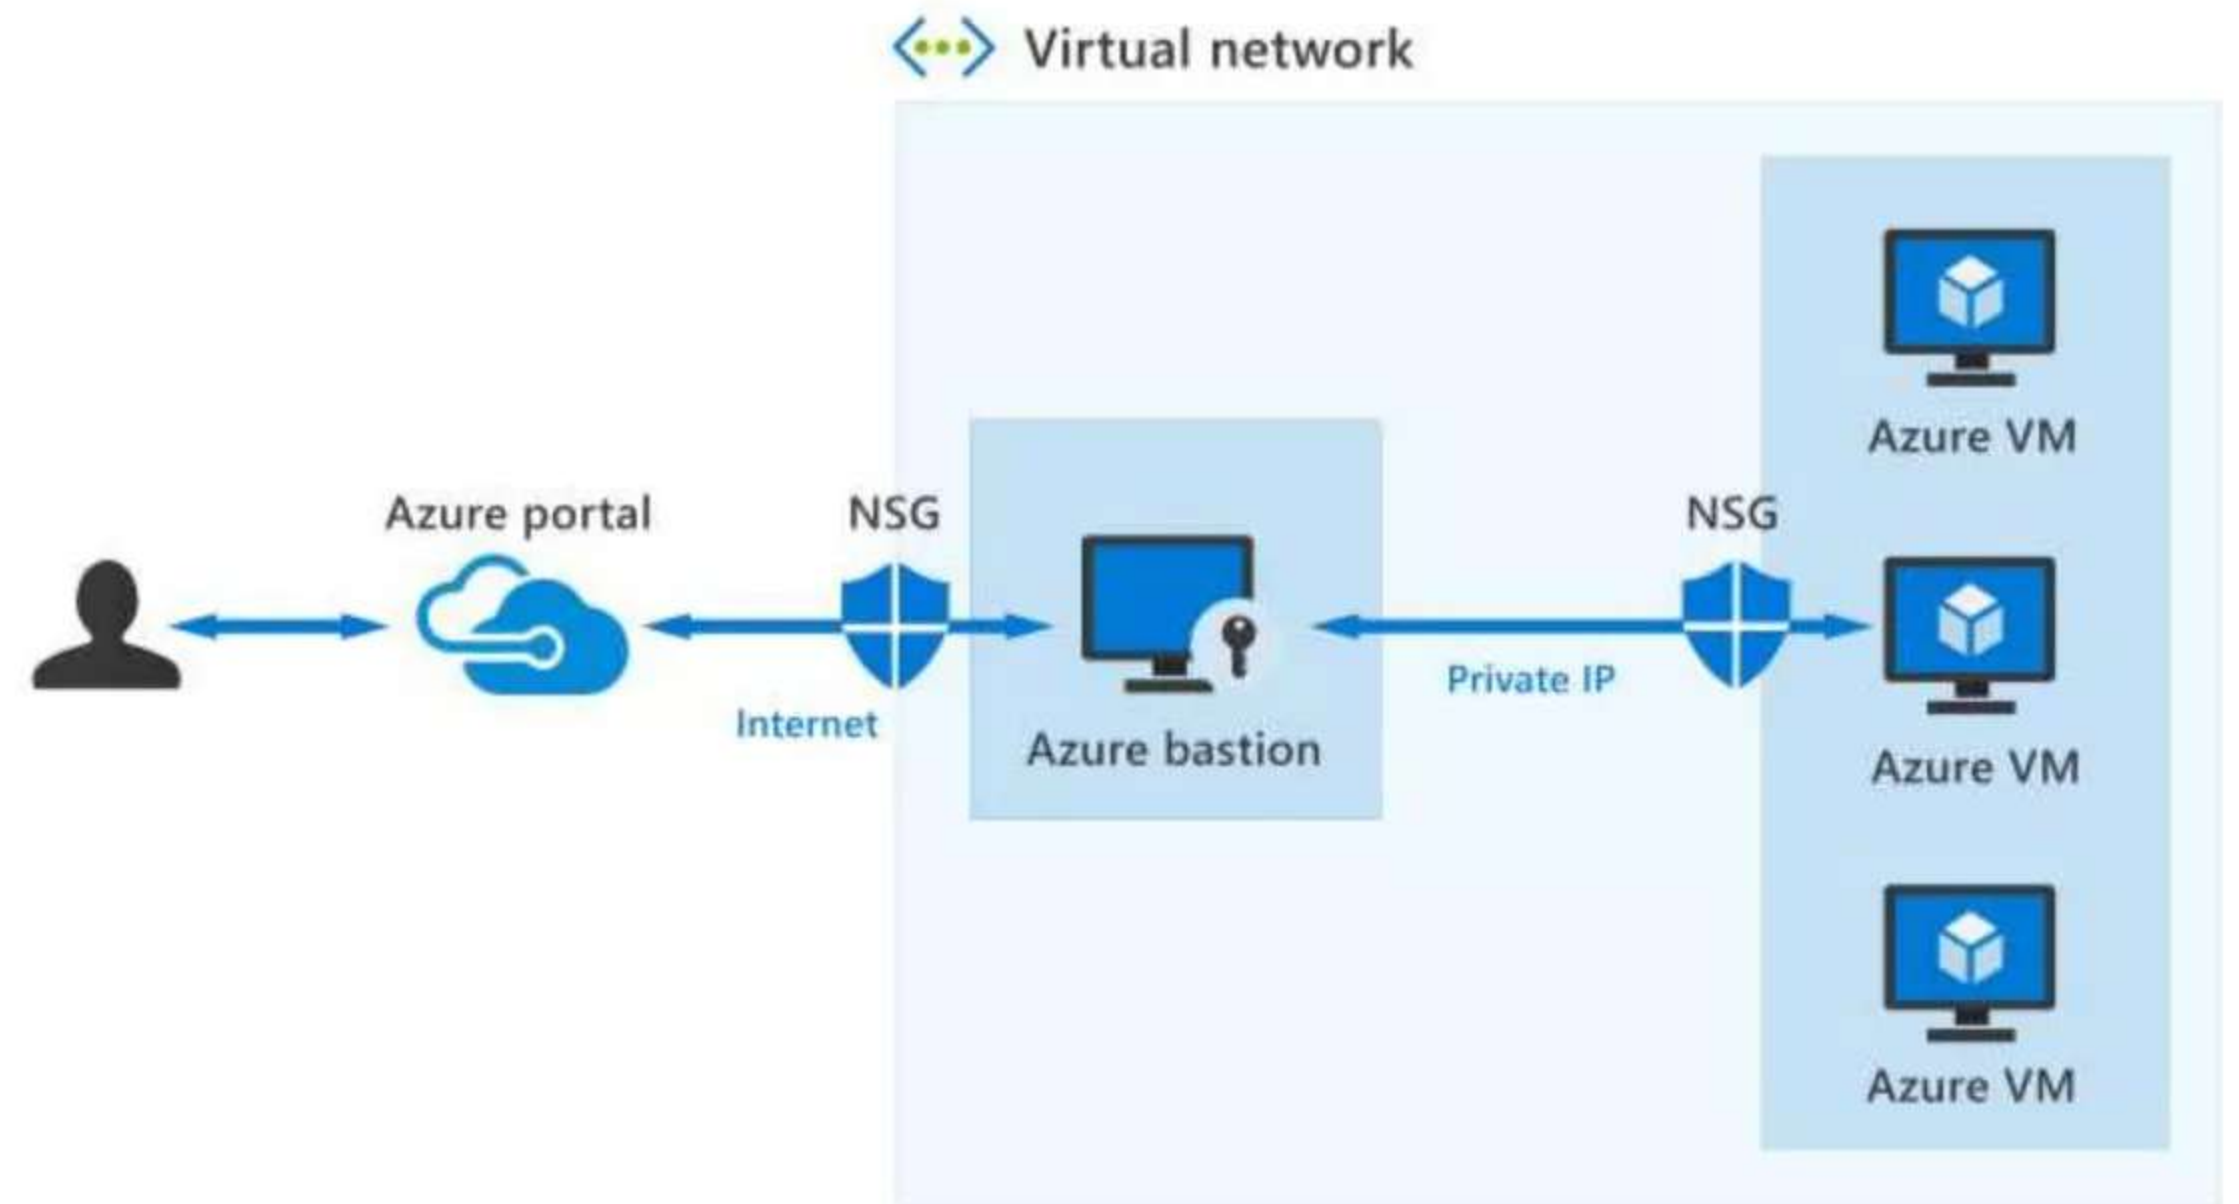 Virtual network
Azure VM
Azure portal
NSG
NSG
Private IP
Internet
Azure bastion
Azure VM
Azure VM